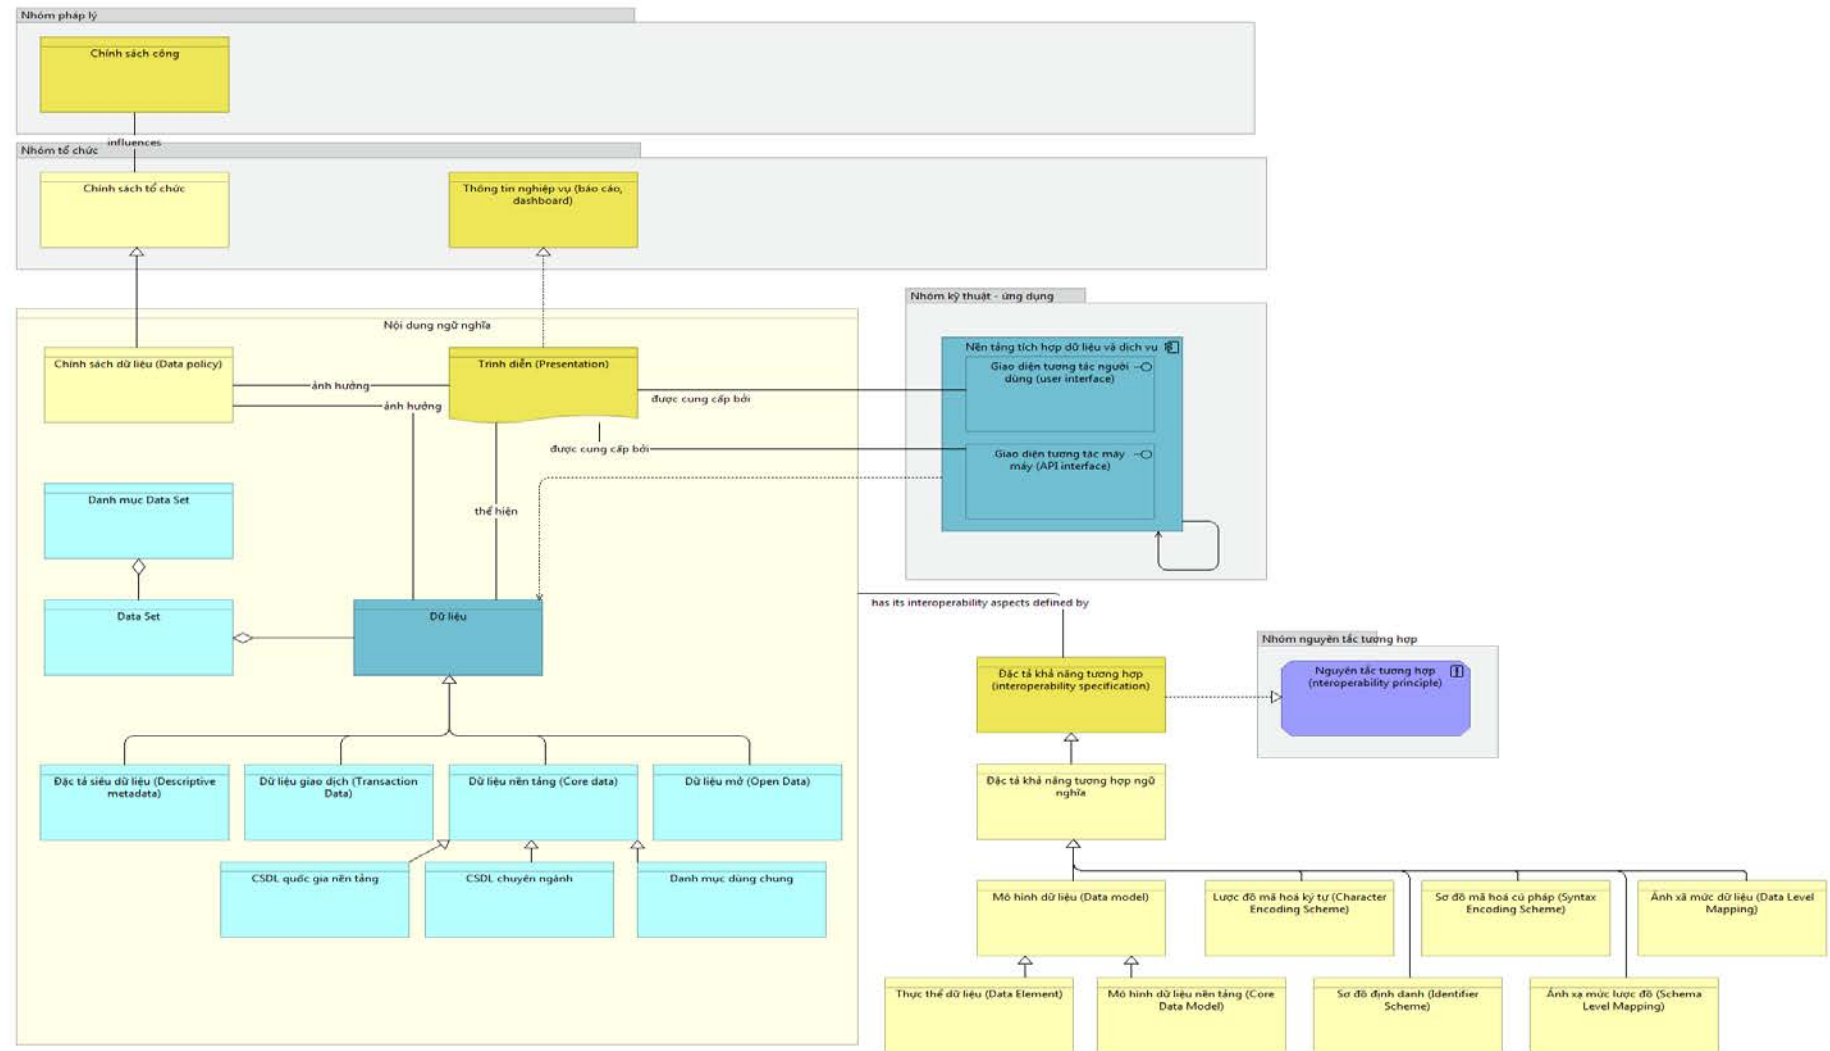 Nhóm pháp lý
Chính sách công
influences
Nhóm tổ chức
Chính sách tổ chức
Thông tin nghiệp vụ (báo cáo,
dashboard)
Nhóm kỹ thuật - ứng dụng
Nội dung ngữ nghĩa
Nền tảng tích hợp dữ liệu và dịch vụ
Chính sách dữ liệu (Data policy)
Trình diễn (Presentation)
Giao diện tương tác người
dùng (user interface)
ảnh hưởng
ảnh hưởng
được cung cấp bởi
được cung cấp bởi
Giao diện tương tác máy
máy (API interface)
Danh mục Data Set
thể hiện
Data Set
Dữ liệu
has its interoperability aspects defined by
Nhóm nguyên tắc tương hợp
Đặc tả khả năng tương hợp
(interoperability specification)
Nguyên tắc tương hợp
(nteroperability principle)
Đặc tả siêu dữ liệu (Descriptive
metadata)
Dữ liệu giao dịch (Transaction
Data)
Dữ liệu nền tảng (Core data)
Dữ liệu mở (Open Data)
Đặc tả khả năng tương hợp ngữ
nghĩa
CSDL quốc gia nền tảng
CSDL chuyên ngành
Danh mục dùng chung
Mô hình dữ liệu (Data model)
Lược đồ mã hoá ký tự (Character
Encoding Scheme)
Sơ đồ mã hoá cú pháp (Syntax
Encoding Scheme)
Ánh xã mức dữ liệu (Data Level
Mapping)
Thực thể dữ liệu (Data Element)
Mô hình dữ liệu nền tảng (Core
Data Model)
Sơ đồ định danh (Identifier
Scheme)
Ánh xạ mức lược đồ (Schema
Level Mapping)